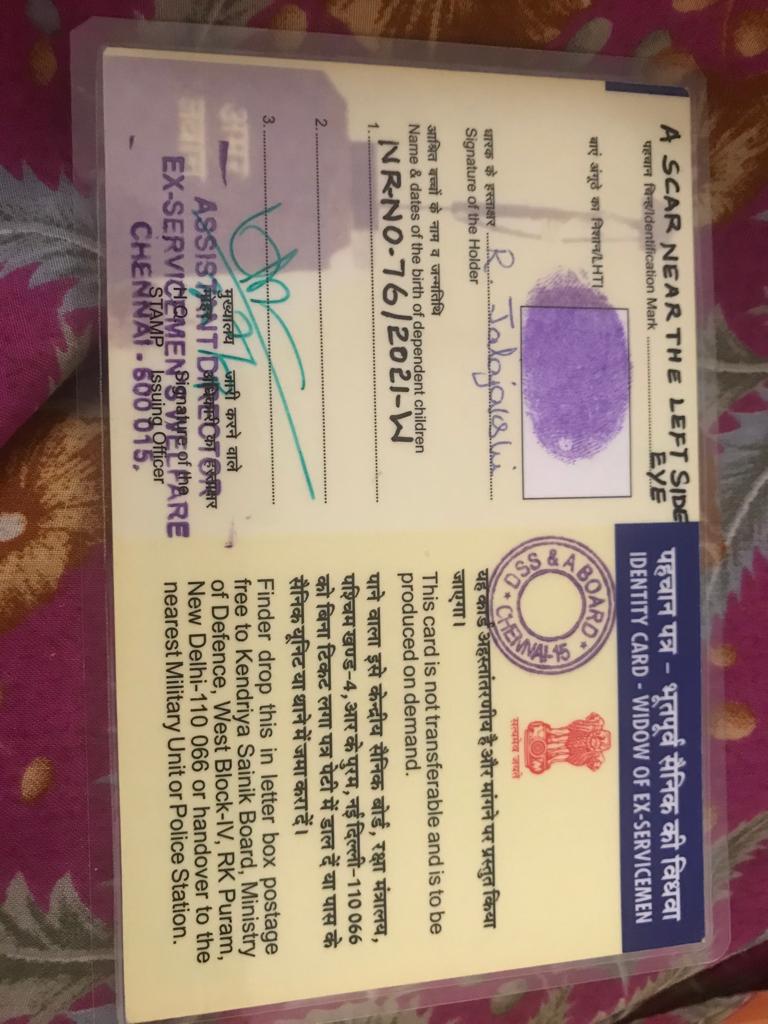 A SCAR NEAR THE LEFT SIDE
EYE
पहचान चिन्ह/Identification Mark
बाएं अंगूठे का निशान/LHTI
धारक के हस्ताक्षर
Signature of the Holder
R.
आश्रित बच्चों के नाम व जन्मतिथि
Name & dates of the birth of dependent children
1. NR-NO-76/2021-W
2.
3.
मुख्यालय जारी करने वाले
मुहर अधिकारी का हस्ताक्षर
HQ Signature of the
STAMP Issuing Officer
ASSISTANT DIRECTOR
EX-SERVICEMEN'S WELFARE
CHENNAI - 600 015.
पहचान पत्र - भूतपूर्व सैनिक की विधवा
IDENTITY CARD - WIDOW OF EX-SERVICEMEN
DSS & A BOARD
CHENNAI-15
सत्यमेव जयते
यह कार्ड अहस्तांतरणीय है और मांगने पर प्रस्तुत किया
जाएगा।
This card is not transferable and is to be
produced on demand.
पाने वाला इसे केन्द्रीय सैनिक बोर्ड, रक्षा मंत्रालय,
पश्चिम खण्ड-4, आर के पुरम, नई दिल्ली-110 066
को बिना टिकट लगा पत्र पेटी में डाल दें या पास के
सैनिक यूनिट या थाने में जमा करा दें।
Finder drop this in letter box postage
free to Kendriya Sainik Board, Ministry
of Defence, West Block-IV, RK Puram,
New Delhi-110 066 or handover to the
nearest Military Unit or Police Station.